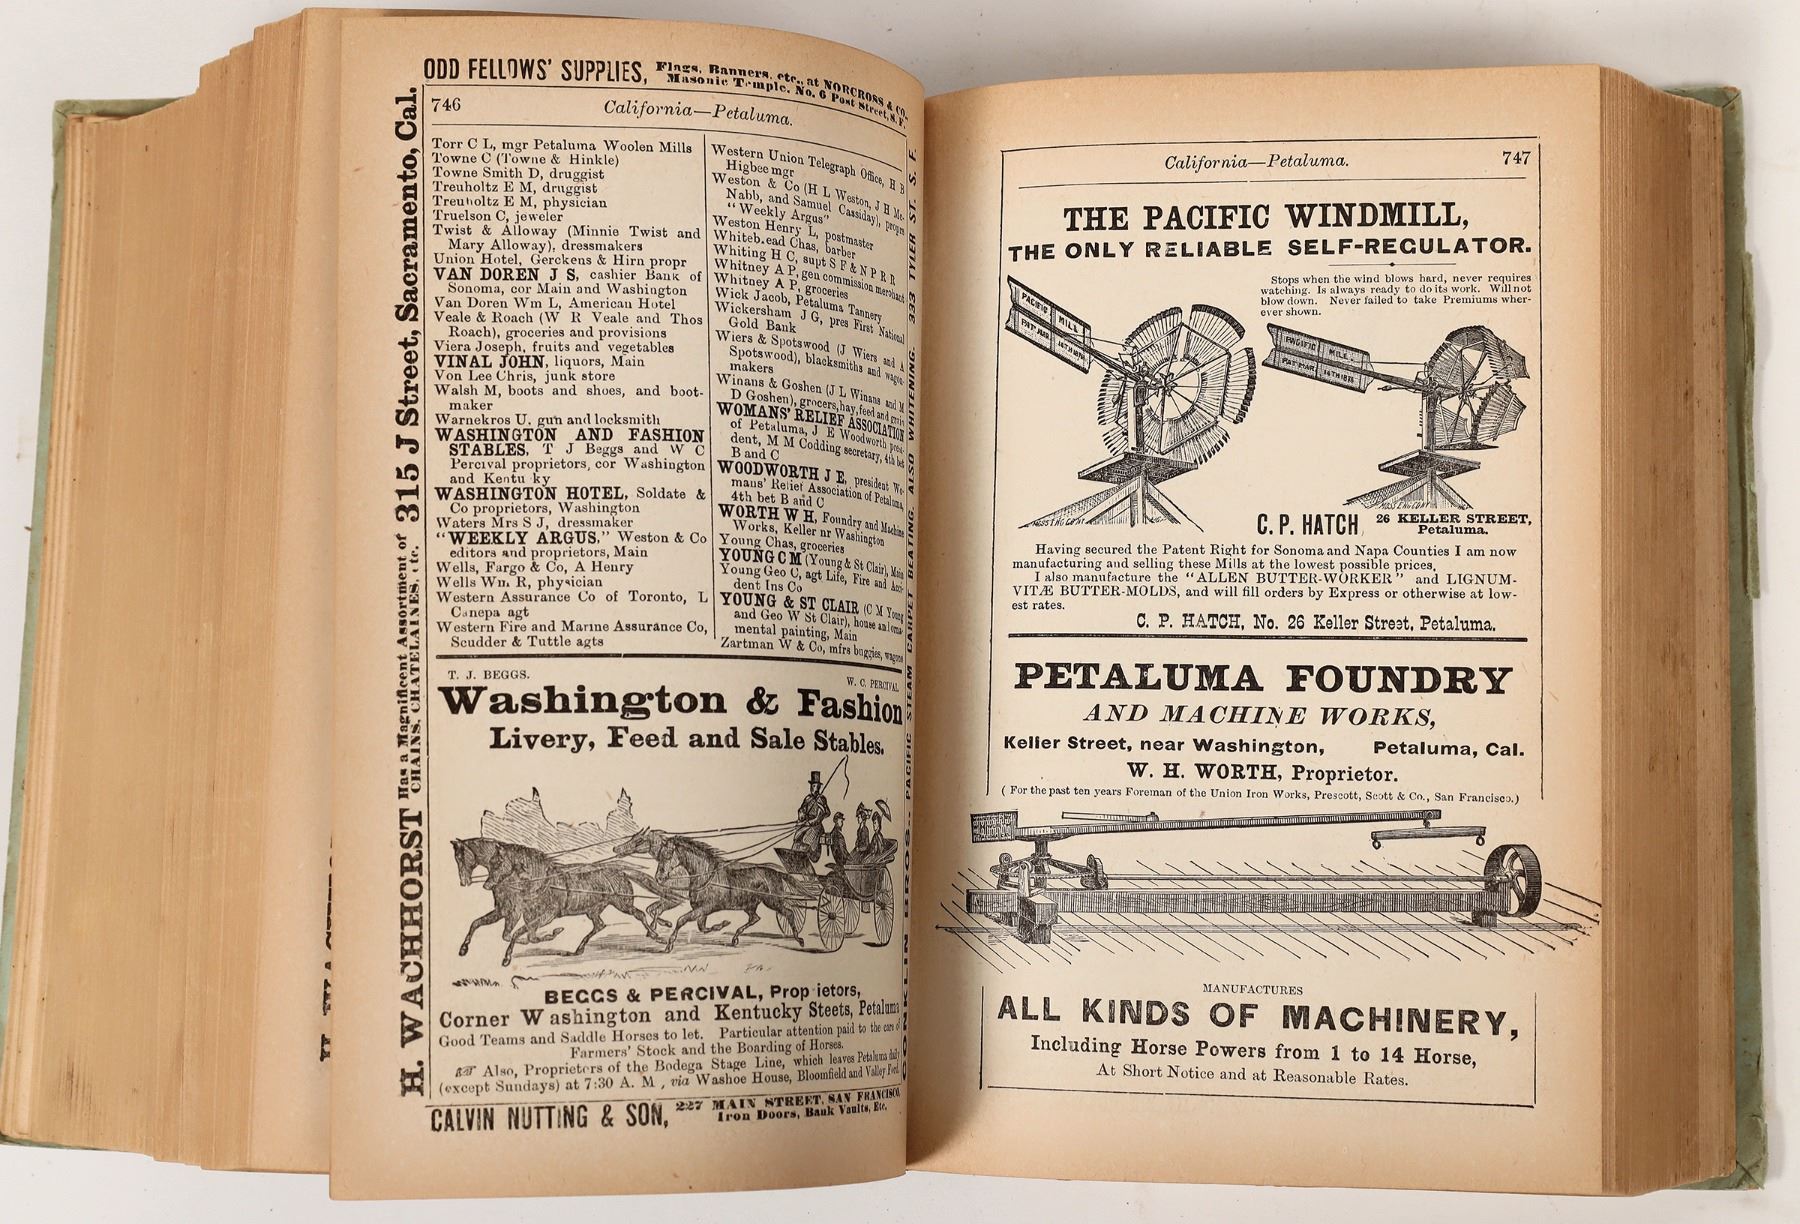 ODD FELLOWS' SUPPLIES, Flags, Banners, etc., at NORCROSS & CO.
Masonic Temple. No. 6 Post Street, S. F.
746
California—Petaluma.
Torr C L, mgr Petaluma Woolen Mills
Towne C (Towne & Hinkle)
Towne Smith D, druggist
Treuholtz E M, druggist
Treuholtz E M, physician
Truelson C, jeweler
Twist & Alloway (Minnie Twist and
Mary Alloway), dressmakers
Union Hotel, Gerckens & Hirn propr
VAN DOREN J S, cashier Bank of
Sonoma, cor Main and Washington
Van Doren Wm L, American Hotel
Veale & Roach (W R Veale and Thos
Roach), groceries and provisions
Viera Joseph, fruits and vegetables
VINAL JOHN, liquors, Main
Von Lee Chris, junk store
Walsh M, boots and shoes, and boot-
maker
Warnekros U. gun and locksmith
WASHINGTON AND FASHION
STABLES, T J Beggs and W C
Percival proprietors, cor Washington
and Kentu ky
WASHINGTON HOTEL, Soldate &
Co proprietors, Washington
Waters Mrs S J, dressmaker
"WEEKLY ARGUS," Weston & Co
editors and proprietors, Main
Wells, Fargo & Co, A Henry
Wells Wm. R, physician
Western Assurance Co of Toronto, L
Canepa agt
Western Fire and Marine Assurance Co,
Scudder & Tuttle agts
Western Union Telegraph Office, H B
Higbee mgr
Weston & Co (H L Weston, J H Mc-
Nabb, and Samuel Cassiday), proprs
"Weekly Argus"
Weston Henry L, postmaster
Whitehead Chas, barber
Whiting H C, supt S F & N P R R
Whitney A P, gen commission merchant
Whitney A P, groceries
Wick Jacob, Petaluma Tannery
Wickersham J G, pres First National
Gold Bank
Wiers & Spotswood (J Wiers and A
Spotswood), blacksmiths and wagon-
makers
Winans & Goshen (J L Winans and M
D Goshen), grocers, hay, feed and grain
WOMANS' RELIEF ASSOCIATION
of Petaluma, J E Woodworth presi-
dent, M M Codding secretary, 4th bet
B and C
WOODWORTH J E, president Wo-
mans' Relief Association of Petaluma,
4th bet B and C
WORTH W H, Foundry and Machine
Works, Keller nr Washington
Young Chas, groceries
YOUNG C M (Young & St Clair), Main
Young Geo C, agt Life, Fire and Acci-
dent Ins Co
YOUNG & ST CLAIR (C M Young
and Geo W St Clair), house and orna-
mental painting, Main
Zartman W & Co, mfrs buggies, wagons
T. J. BEGGS. W. C. PERCIVAL
Washington & Fashion
Livery, Feed and Sale Stables.
BEGGS & PERCIVAL, Prop ietors,
Corner Washington and Kentucky Steets, Petaluma
Good Teams and Saddle Horses to let. Particular attention paid to the care of
Farmers' Stock and the Boarding of Horses.
Also, Proprietors of the Bodega Stage Line, which leaves Petaluma daily
(except Sundays) at 7:30 A. M, via Washoe House, Bloomfield and Valley Ford.
CALVIN NUTTING & SON, 227 MAIN STREET, SAN FRANCISCO,
Iron Doors, Bank Vaults, Etc.
H. WACHHORST Has a Magnificent Assortment of 315 J Street, Sacramento, Cal.
CHAINS, CHATELAINES, etc.
CONKLIN BROS., PACIFIC STEAM CARPET BEATING. ALSO WHITENING. 333 TYLER ST. S. F.
California—Petaluma.
747
THE PACIFIC WINDMILL,
THE ONLY RELIABLE SELF-REGULATOR.
Stops when the wind blows hard, never requires
watching. Is always ready to do its work. Will not
blow down. Never failed to take Premiums wher-
ever shown.
PACIFIC MILL
PAT MAR
PACIFIC MILL
PAT MAR
C. P. HATCH, 26 KELLER STREET,
Petaluma.
Having secured the Patent Right for Sonoma and Napa Counties I am now
manufacturing and selling these Mills at the lowest possible prices.
I also manufacture the "ALLEN BUTTER-WORKER" and LIGNUM-
VITÆ BUTTER-MOLDS, and will fill orders by Express or otherwise at low-
est rates.
C. P. HATCH, No. 26 Keller Street, Petaluma.
PETALUMA FOUNDRY
AND MACHINE WORKS,
Keller Street, near Washington, Petaluma, Cal.
W. H. WORTH, Proprietor.
(For the past ten years Foreman of the Union Iron Works, Prescott, Scott & Co., San Francisco.)
MANUFACTURES
ALL KINDS OF MACHINERY,
Including Horse Powers from 1 to 14 Horse,
At Short Notice and at Reasonable Rates.